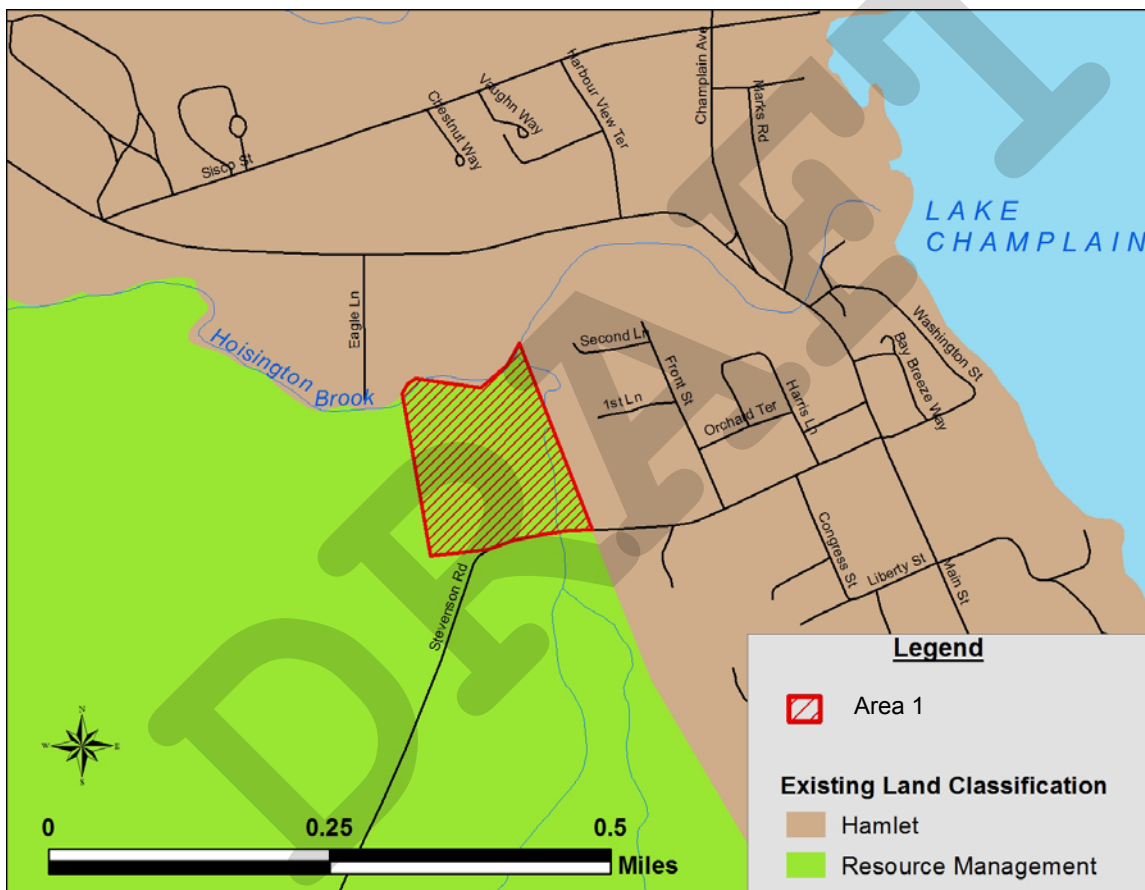 Sisco St
Chestnut Way
Vaughn Way
Harbour View Ter
Champlain Ave
Marks Rd
LAKE
CHAMPLAIN
Eagle Ln
Hoisington
Brook
Second Ln
1st Ln
Front St
Orchard Ter
Harris Ln
Washington St
Bay Breeze Way
Congress St
Liberty St
Main St
Stevenson Rd
DRAFT
N
W
E
S
0
0.25
0.5
Miles
Legend
Area 1
Existing Land Classification
Hamlet
Resource Management